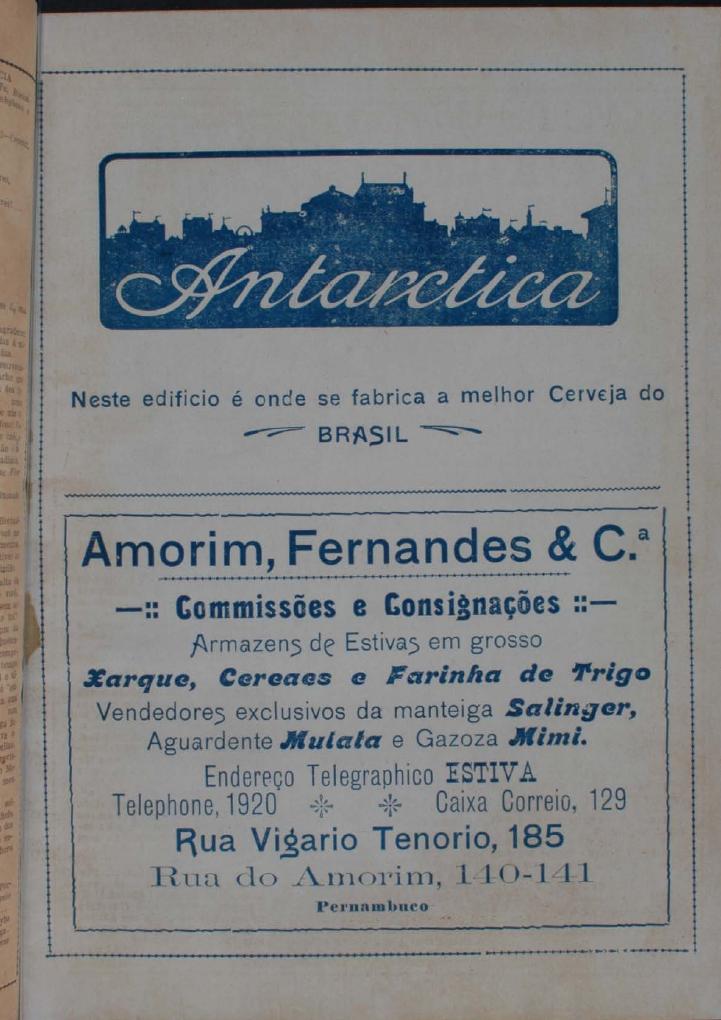 Antarctica
Neste edificio é onde se fabrica a melhor Cerveja do
BRASIL
Amorim, Fernandes & C.ª
—:: Commissões e Consignações ::—
Armazens de Estivas em grosso
Xarque, Cereaes e Farinha de Trigo
Vendedores exclusivos da manteiga Salinger,
Aguardente Mulata e Gazoza Mimi.
Endereço Telegraphico ESTIVA
Telephone, 1920 Caixa Correio, 129
Rua Vigario Tenorio, 185
Rua do Amorim, 140-141
Pernambuco